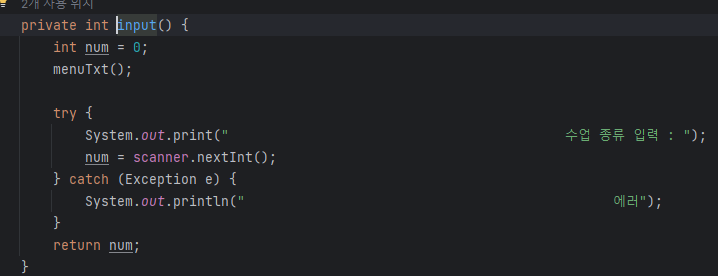 2개 사용 위치
private int input() {
    int num = 0;
    menuTxt();

    try {
        System.out.print("                                          수업 종류 입력 : ");
        num = scanner.nextInt();
    } catch (Exception e) {
        System.out.println("                                              에러");
    }
    return num;
}